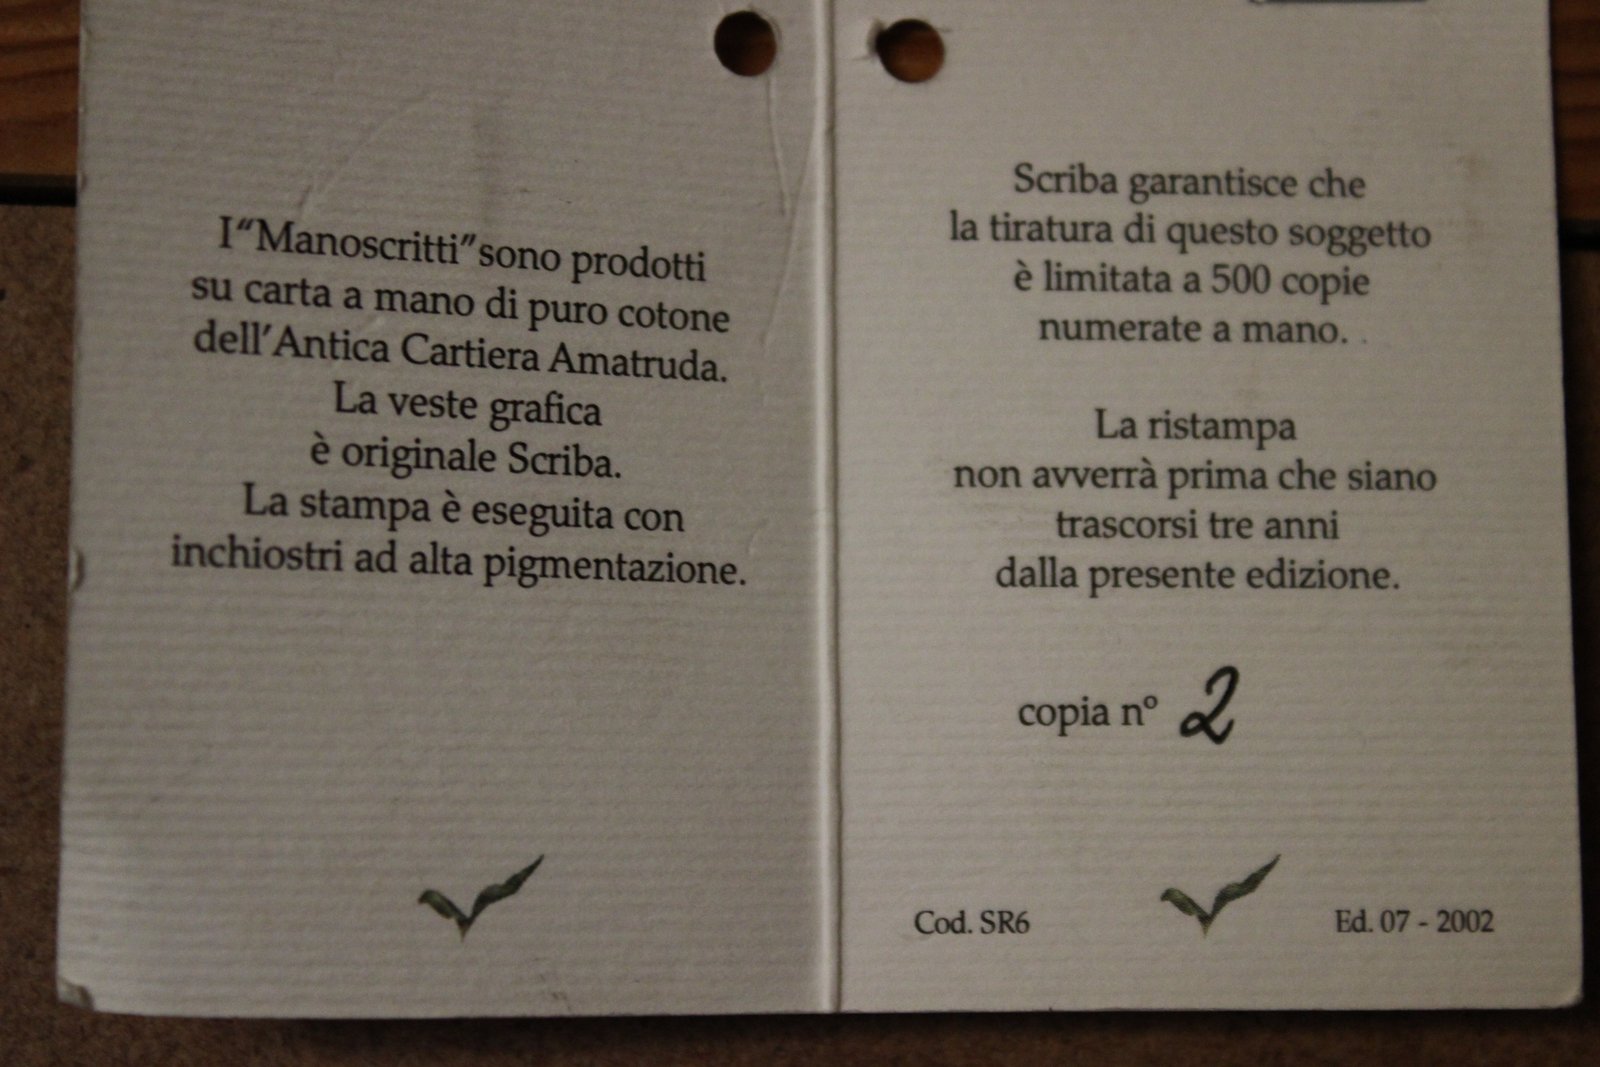 I "Manoscritti" sono prodotti
su carta a mano di puro cotone
dell'Antica Cartiera Amatruda.
La veste grafica
è originale Scriba.
La stampa è eseguita con
inchiostri ad alta pigmentazione.
Scriba garantisce che
la tiratura di questo soggetto
è limitata a 500 copie
numerate a mano.
La ristampa
non avverrà prima che siano
trascorsi tre anni
dalla presente edizione.
copia n° 2
Cod. SR6
Ed. 07 - 2002